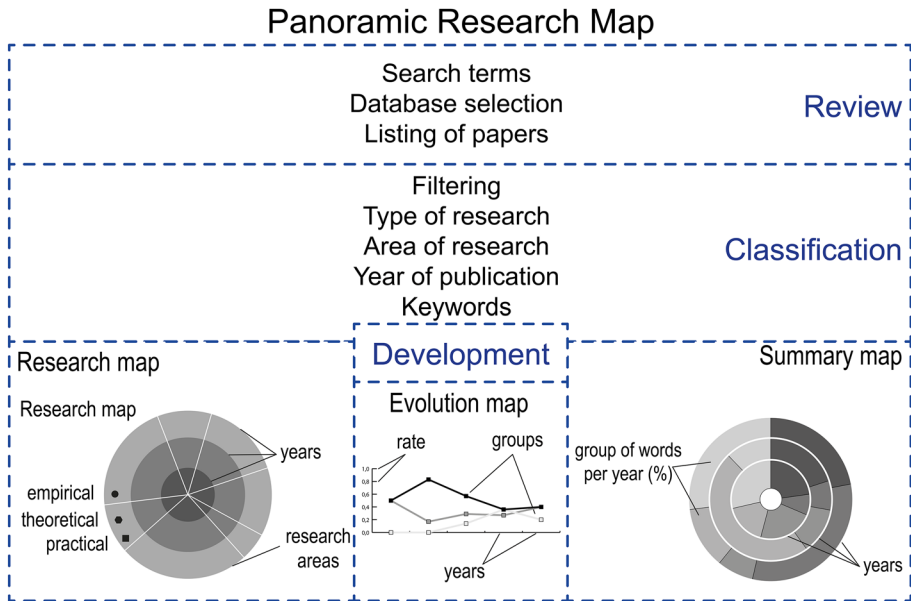 Panoramic Research Map
Search terms
Database selection
Listing of papers
Review
Filtering
Type of research
Area of research
Year of publication
Keywords
Classification
Development
Research map
Research map
years
empirical
theoretical
practical
research
areas
Evolution map
rate
groups
1,0
0,8
0,6
0,4
0,2
0,0
years
Summary map
group of words
per year (%)
years